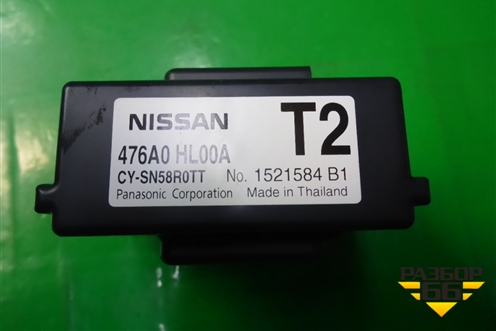 NISSAN
T2
476A0 HL00A
CY-SN58R0TT No. 1521584 B1
Panasonic Corporation Made in Thailand
РАЗБОР
66